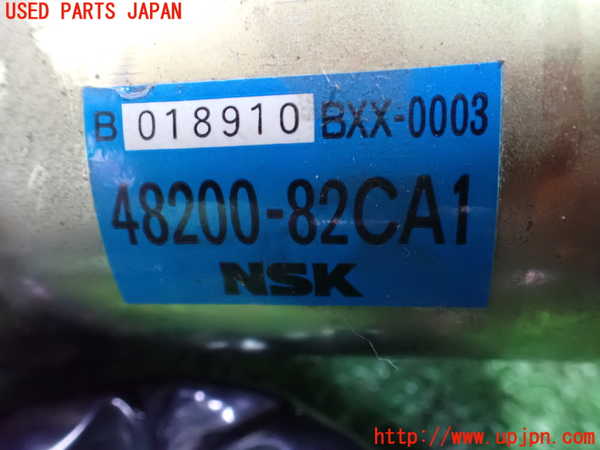 USED PARTS JAPAN
B 018910 BXX-0003
48200-82CA1
NSK
http://www.upjpn.com/